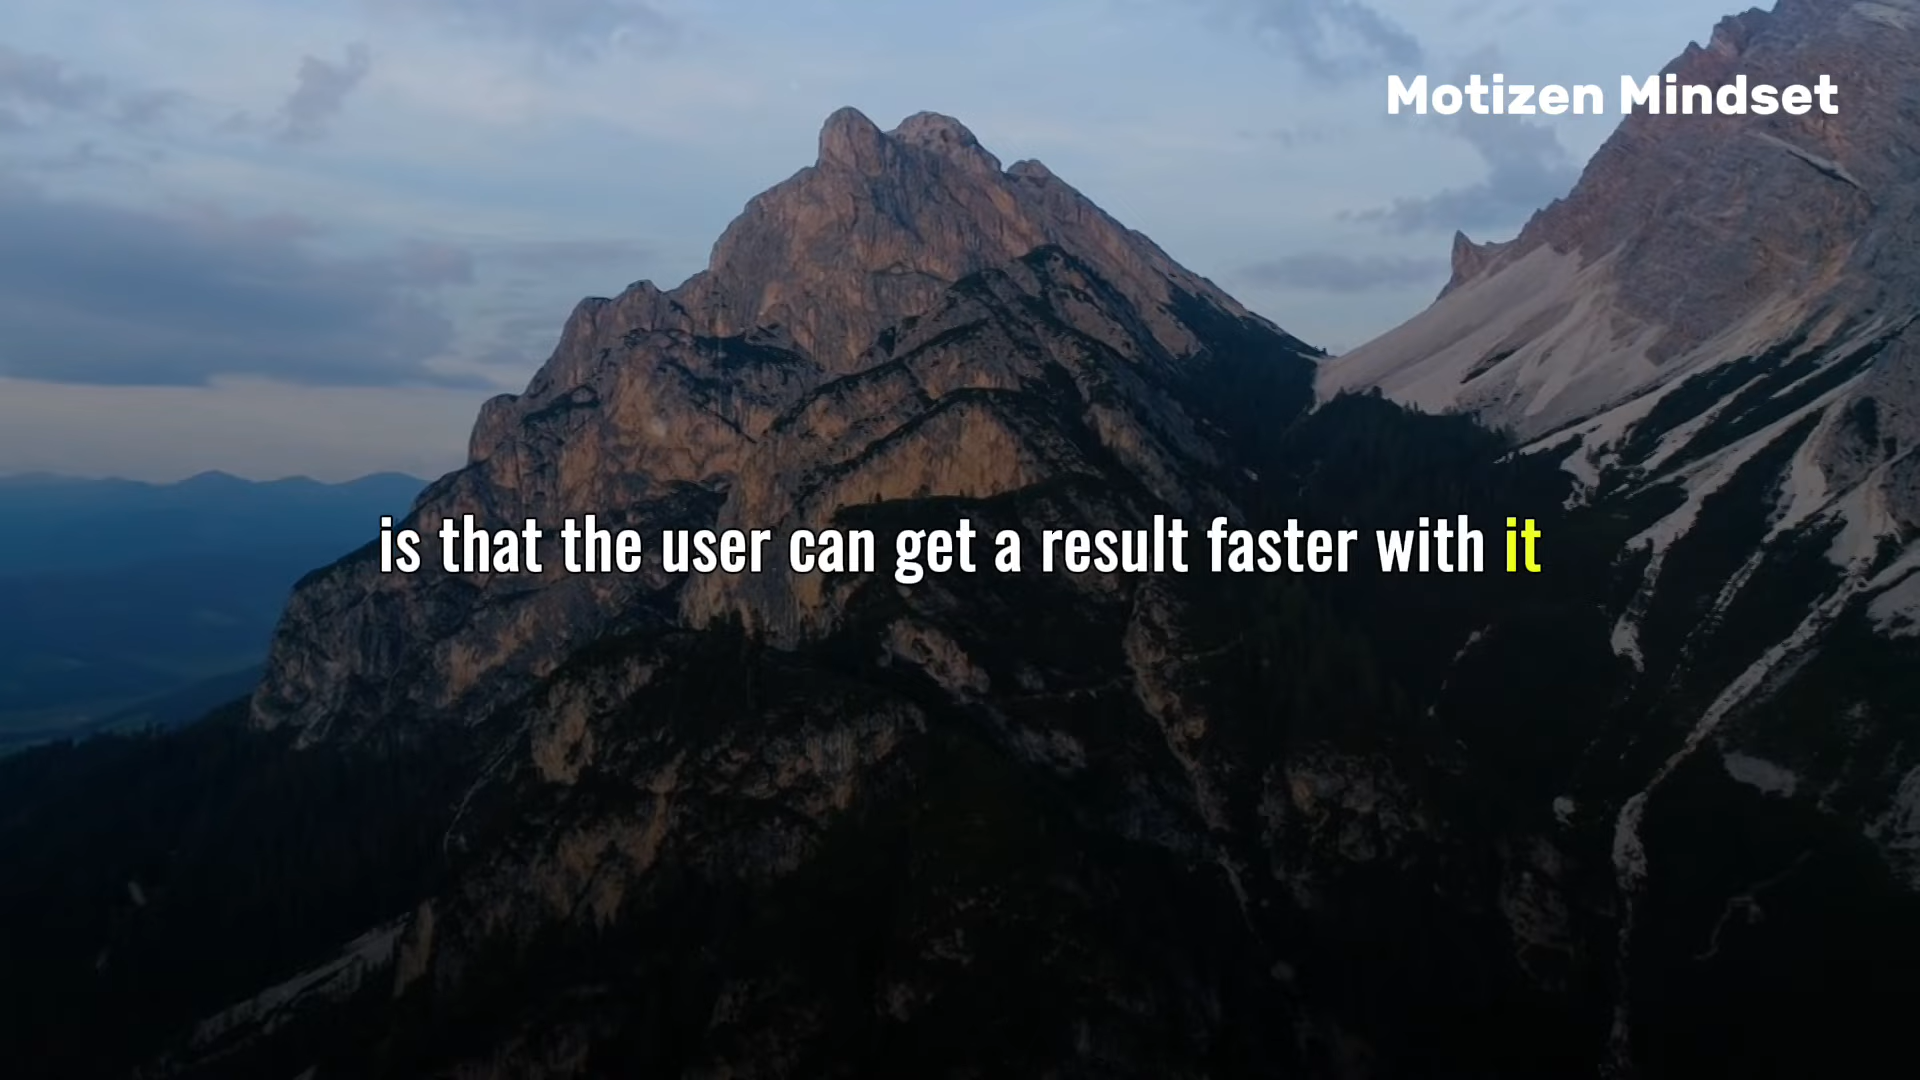 Motizen Mindset
is that the user can get a result faster with it